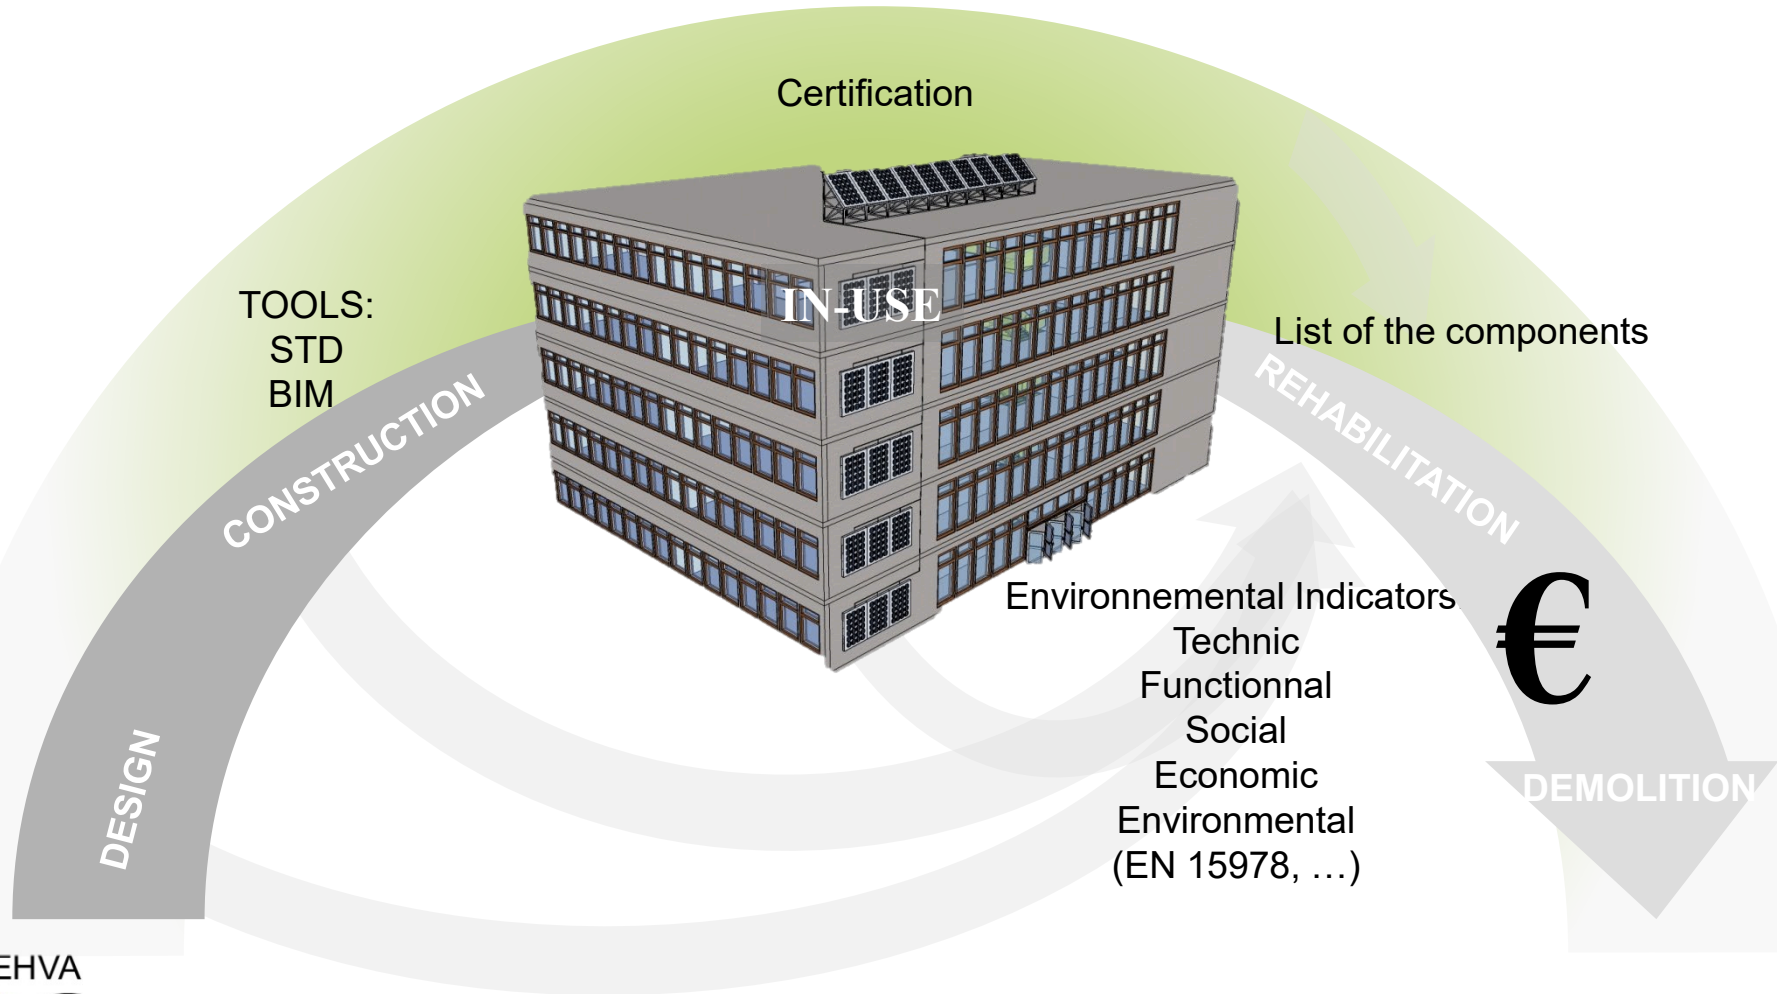 Certification
IN-USE
TOOLS:
STD
BIM
List of the components
CONSTRUCTION
REHABILITATION
Environnemental Indicators:
Technic
Functionnal
Social
Economic
Environmental
(EN 15978, …)
€
DESIGN
DEMOLITION
EHVA